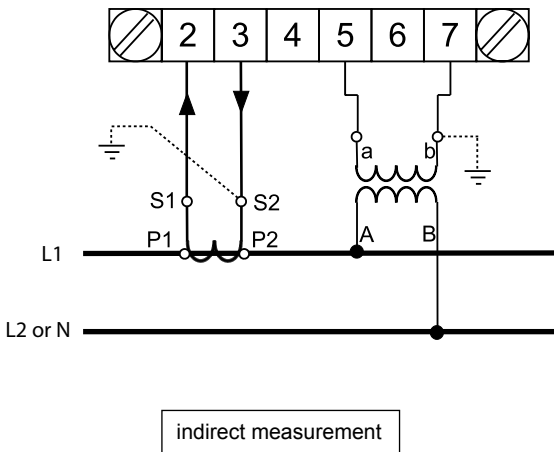 2 3 4 5 6 7
a b
S1 S2
P1 P2 A B
L1
L2 or N
indirect measurement